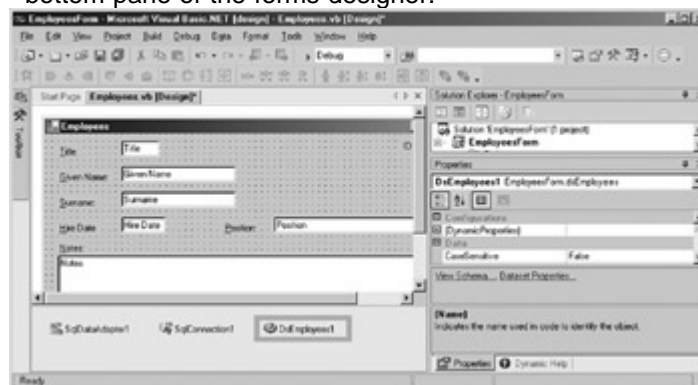 bottom pane of the forms designer.
EmployeesForm - Microsoft Visual Basic.NET [design] - Employees.vb [Design]*
File Edit View Project Build Debug Data Format Tools Window Help
Debug
Start Page Employees.vb [Design]*
Solution Explorer - EmployeesForm
Toolbox
Solution 'EmployeesForm' (1 project)
EmployeesForm
Employees
Title Title
Given Name: Given Name
Surname: Surname
Hire Date Hire Date Position: Position
Notes:
Notes
Properties
DsEmployees1 EmployeesForm.dsEmployees
Configurations
(DynamicProperties)
Data
CaseSensitive False
View Schema..., Dataset Properties...
(Name)
Indicates the name used in code to identify the object.
SqlDataAdapter1 SqlConnection1 DsEmployees1
Properties Dynamic Help
Ready